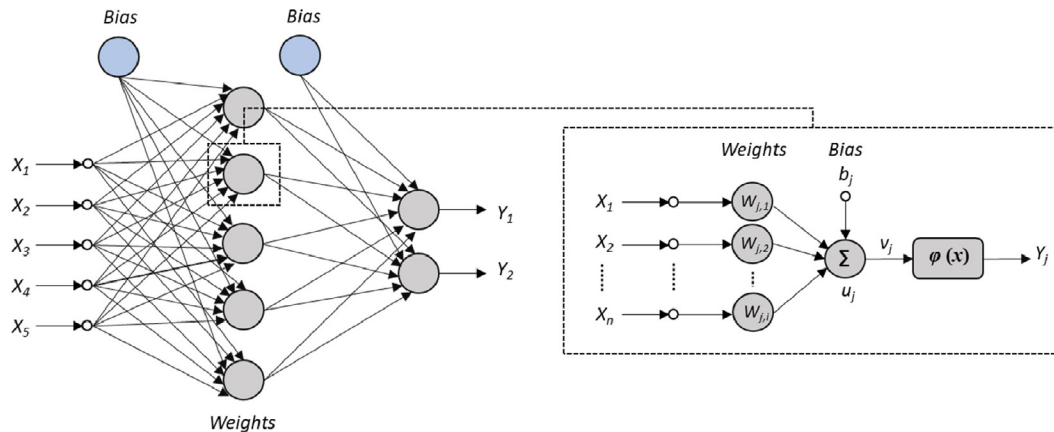 Bias
Bias
X1
X2
X3
X4
X5
Y1
Y2
Weights
Weights
Bias
bj
X1
X2
Xn
Wj,1
Wj,2
Wj,i
Σ
uj
vj
φ (x)
Yj